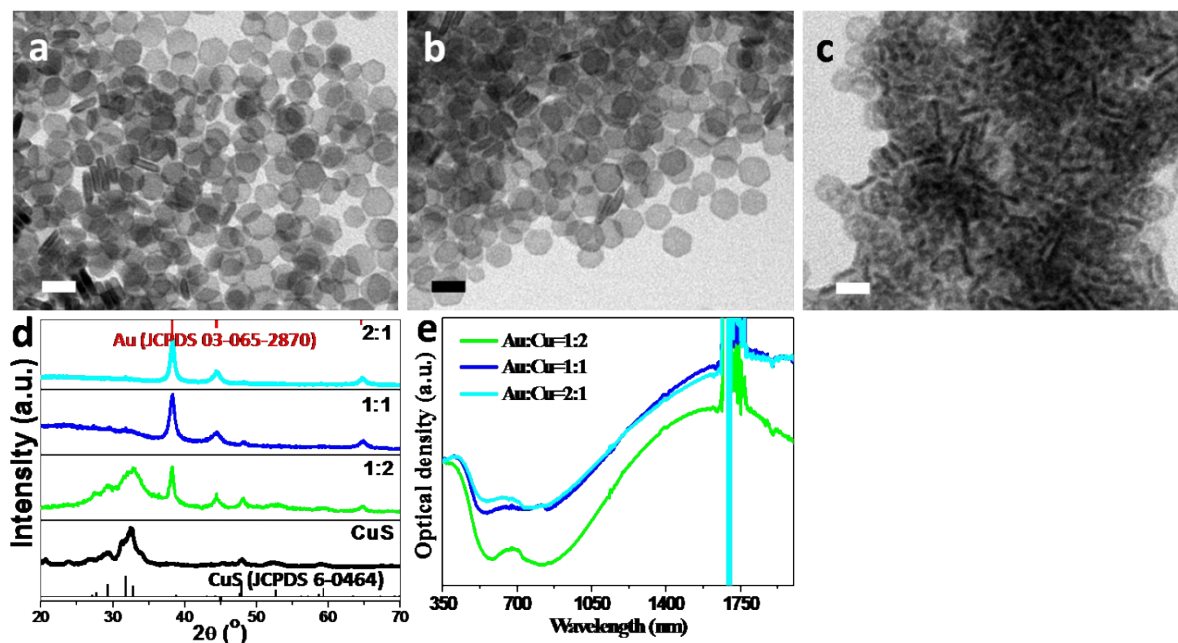 a
b
c
d
Au (JCPDS 03-065-2870)
2:1
1:1
1:2
CuS
CuS (JCPDS 6-0464)
Intensity (a.u.)
20 30 40 50 60 70
2θ (°)
e
Au:Cu=1:2
Au:Cu=1:1
Au:Cu=2:1
Optical density (a.u.)
350 700 1050 1400 1750
Wavelength (nm)